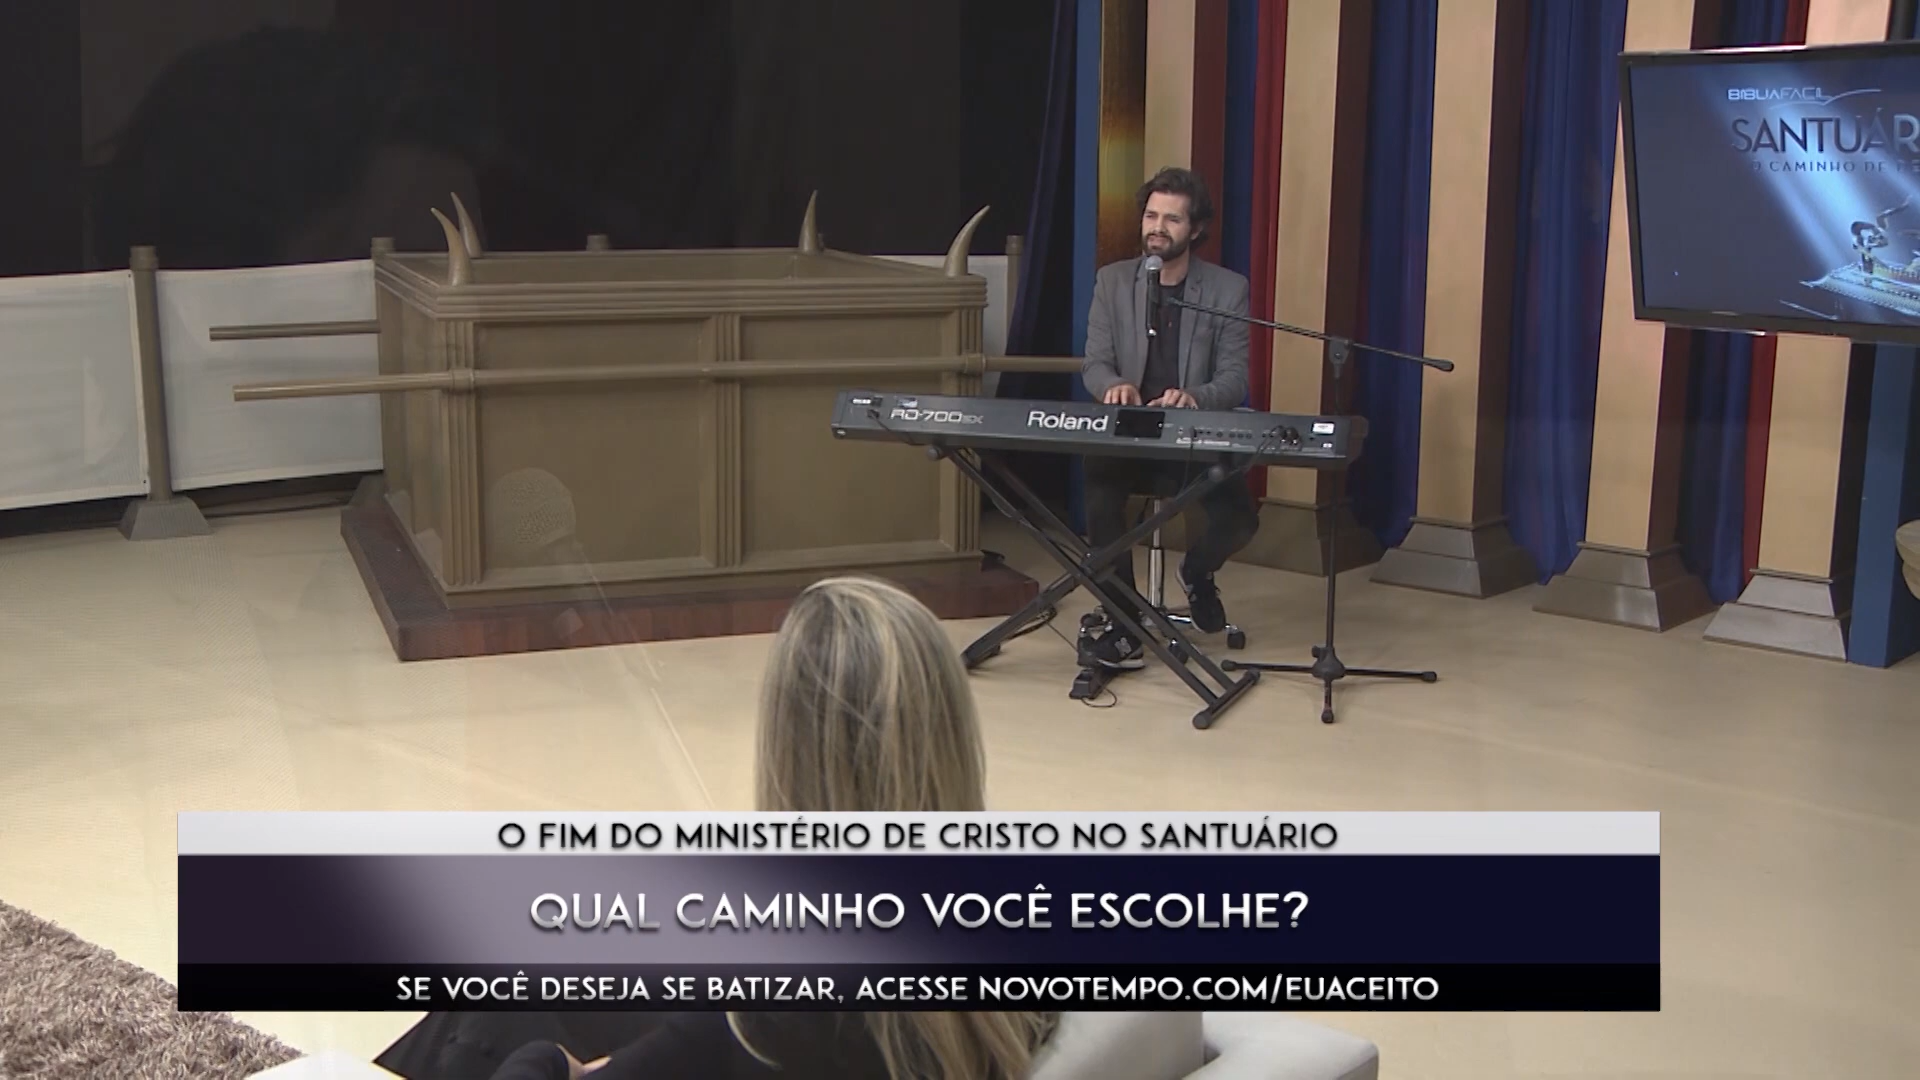 BÍBLIAFÁCIL
SANTUÁR
O CAMINHO DE
RD-700SX
Roland
O FIM DO MINISTÉRIO DE CRISTO NO SANTUÁRIO
QUAL CAMINHO VOCÊ ESCOLHE?
SE VOCÊ DESEJA SE BATIZAR, ACESSE NOVOTEMPO.COM/EUACEITO